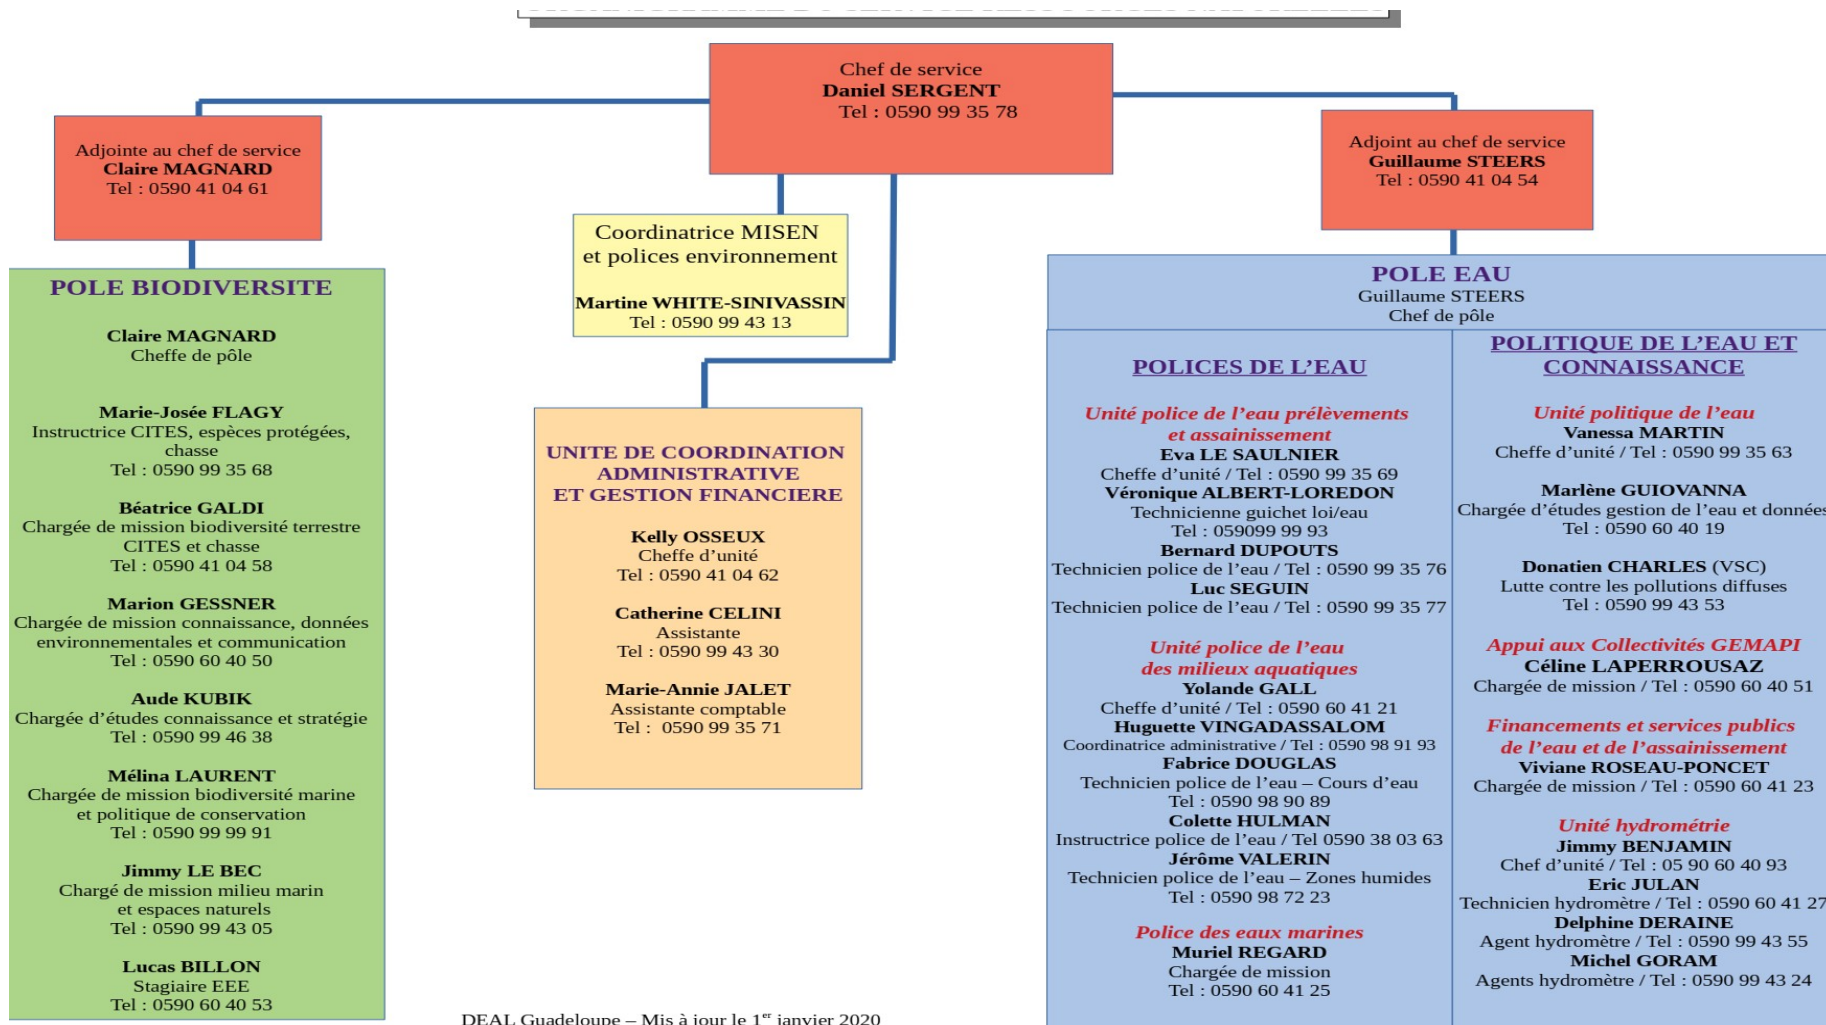 Chef de service
Daniel SERGENT
Tel : 0590 99 35 78
Adjointe au chef de service
Claire MAGNARD
Tel : 0590 41 04 61
Adjoint au chef de service
Guillaume STEERS
Tel : 0590 41 04 54
Coordinatrice MISEN
et polices environnement
Martine WHITE-SINIVASSIN
Tel : 0590 99 43 13
POLE BIODIVERSITE
Claire MAGNARD
Cheffe de pôle
Marie-Josée FLAGY
Instructrice CITES, espèces protégées,
chasse
Tel : 0590 99 35 68
Béatrice GALDI
Chargée de mission biodiversité terrestre
CITES et chasse
Tel : 0590 41 04 58
Marion GESSNER
Chargée de mission connaissance, données
environnementales et communication
Tel : 0590 60 40 50
Aude KUBIK
Chargée d’études connaissance et stratégie
Tel : 0590 99 46 38
Mélina LAURENT
Chargée de mission biodiversité marine
et politique de conservation
Tel : 0590 99 99 91
Jimmy LE BEC
Chargé de mission milieu marin
et espaces naturels
Tel : 0590 99 43 05
Lucas BILLON
Stagiaire EEE
Tel : 0590 60 40 53
UNITE DE COORDINATION
ADMINISTRATIVE
ET GESTION FINANCIERE
Kelly OSSEUX
Cheffe d’unité
Tel : 0590 41 04 62
Catherine CELINI
Assistante
Tel : 0590 99 43 30
Marie-Annie JALET
Assistante comptable
Tel : 0590 99 35 71
POLE EAU
Guillaume STEERS
Chef de pôle
POLICES DE L’EAU
Unité police de l’eau prélèvements
et assainissement
Eva LE SAULNIER
Cheffe d’unité / Tel : 0590 99 35 69
Véronique ALBERT-LOREDON
Technicienne guichet loi/eau
Tel : 059099 99 93
Bernard DUPOUTS
Technicien police de l’eau / Tel : 0590 99 35 76
Luc SEGUIN
Technicien police de l’eau / Tel : 0590 99 35 77
Unité police de l’eau
des milieux aquatiques
Yolande GALL
Cheffe d’unité / Tel : 0590 60 41 21
Huguette VINGADASSALOM
Coordinatrice administrative / Tel : 0590 98 91 93
Fabrice DOUGLAS
Technicien police de l’eau – Cours d’eau
Tel : 0590 98 90 89
Colette HULMAN
Instructrice police de l’eau / Tel 0590 38 03 63
Jérôme VALERIN
Technicien police de l’eau – Zones humides
Tel : 0590 98 72 23
Police des eaux marines
Muriel REGARD
Chargée de mission
Tel : 0590 60 41 25
POLITIQUE DE L’EAU ET
CONNAISSANCE
Unité politique de l’eau
Vanessa MARTIN
Cheffe d’unité / Tel : 0590 99 35 63
Marlène GUIOVANNA
Chargée d’études gestion de l’eau et données
Tel : 0590 60 40 19
Donatien CHARLES (VSC)
Lutte contre les pollutions diffuses
Tel : 0590 99 43 53
Appui aux Collectivités GEMAPI
Céline LAPERROUSAZ
Chargée de mission / Tel : 0590 60 40 51
Financements et services publics
de l’eau et de l’assainissement
Viviane ROSEAU-PONCET
Chargée de mission / Tel : 0590 60 41 23
Unité hydrométrie
Jimmy BENJAMIN
Chef d’unité / Tel : 05 90 60 40 93
Eric JULAN
Technicien hydromètre / Tel : 0590 60 41 27
Delphine DERAINE
Agent hydromètre / Tel : 0590 99 43 55
Michel GORAM
Agents hydromètre / Tel : 0590 99 43 24
DEAL Guadeloupe – Mis à jour le 1er janvier 2020